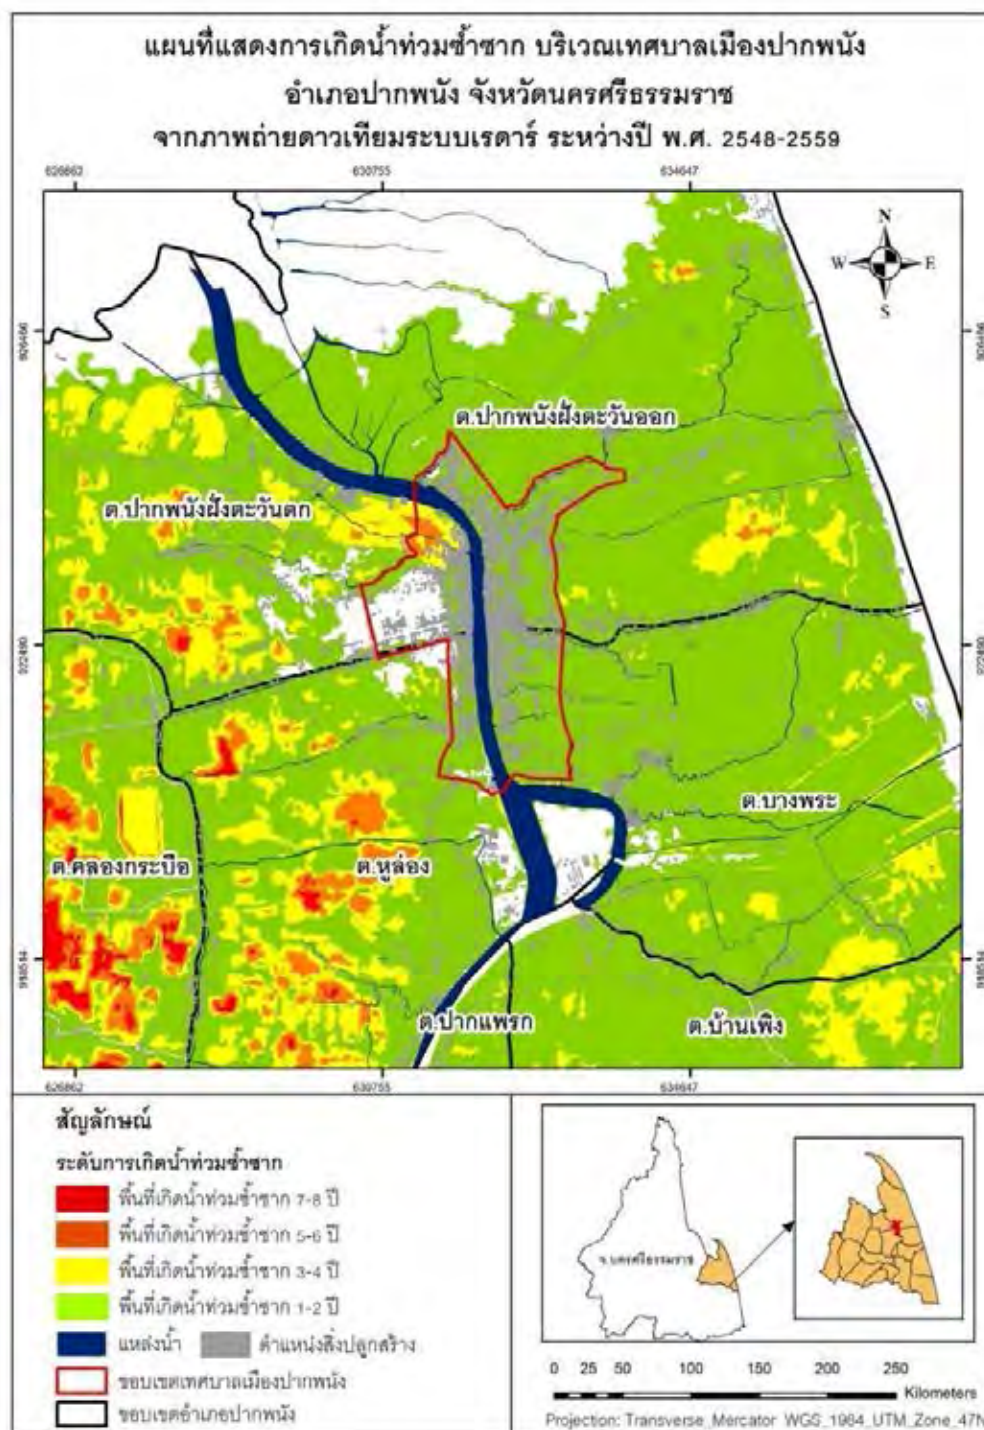 แผนที่แสดงการเกิดน้ำท่วมซ้ำซาก บริเวณเทศบาลเมืองปากพนัง
อำเภอปากพนัง จังหวัดนครศรีธรรมราช
จากภาพถ่ายดาวเทียมระบบเรดาร์ ระหว่างปี พ.ศ. 2548-2559
626862 630755 634647
N
W E
S
926466 926466
ต.ปากพนังฝั่งตะวันออก
ต.ปากพนังฝั่งตะวันตก
922490 922490
ต.บางพระ
ต.คลองกระบือ ต.หูล่อง
918514 918514
ต.ปากแพรก ต.บ้านเพิง
626862 630755 634647
สัญลักษณ์
ระดับการเกิดน้ำท่วมซ้ำซาก
พื้นที่เกิดน้ำท่วมซ้ำซาก 7-8 ปี
พื้นที่เกิดน้ำท่วมซ้ำซาก 5-6 ปี
พื้นที่เกิดน้ำท่วมซ้ำซาก 3-4 ปี
พื้นที่เกิดน้ำท่วมซ้ำซาก 1-2 ปี
แหล่งน้ำ ตำแหน่งสิ่งปลูกสร้าง
ขอบเขตเทศบาลเมืองปากพนัง
ขอบเขตอำเภอปากพนัง
จ.นครศรีธรรมราช
0 25 50 100 150 200 250
Kilometers
Projection: Transverse_Mercator WGS_1984_UTM_Zone_47N